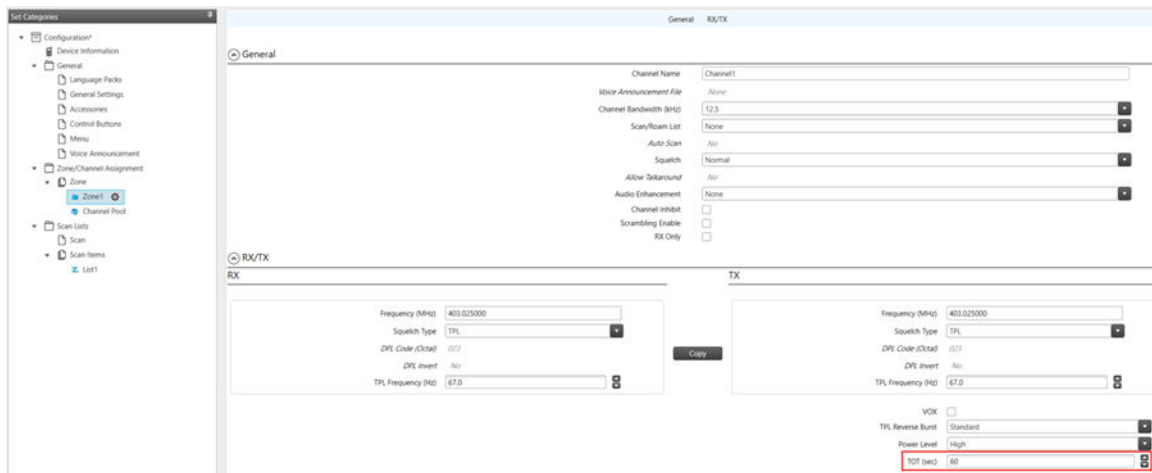 Set Categories
Configuration*
Device Information
General
Language Packs
General Settings
Accessories
Control Buttons
Menu
Voice Announcement
Zone/Channel Assignment
Zone
Zone1
Channel Pool
Scan Lists
Scan
Scan Items
List1
General RX/TX
General
Channel Name Channel1
Voice Announcement File None
Channel Bandwidth (kHz) 12.5
Scan/Roam List None
Auto Scan No
Squelch Normal
Allow Talkaround No
Audio Enhancement None
Channel Inhibit
Scrambling Enable
RX Only
RX/TX
RX
Frequency (MHz) 403.025000
Squelch Type TPL
DPL Code (Octal) 023
DPL Invert No
TPL Frequency (Hz) 67.0
Copy
TX
Frequency (MHz) 403.025000
Squelch Type TPL
DPL Code (Octal) 023
DPL Invert No
TPL Frequency (Hz) 67.0
VOX
TPL Reverse Burst Standard
Power Level High
TOT (sec) 60